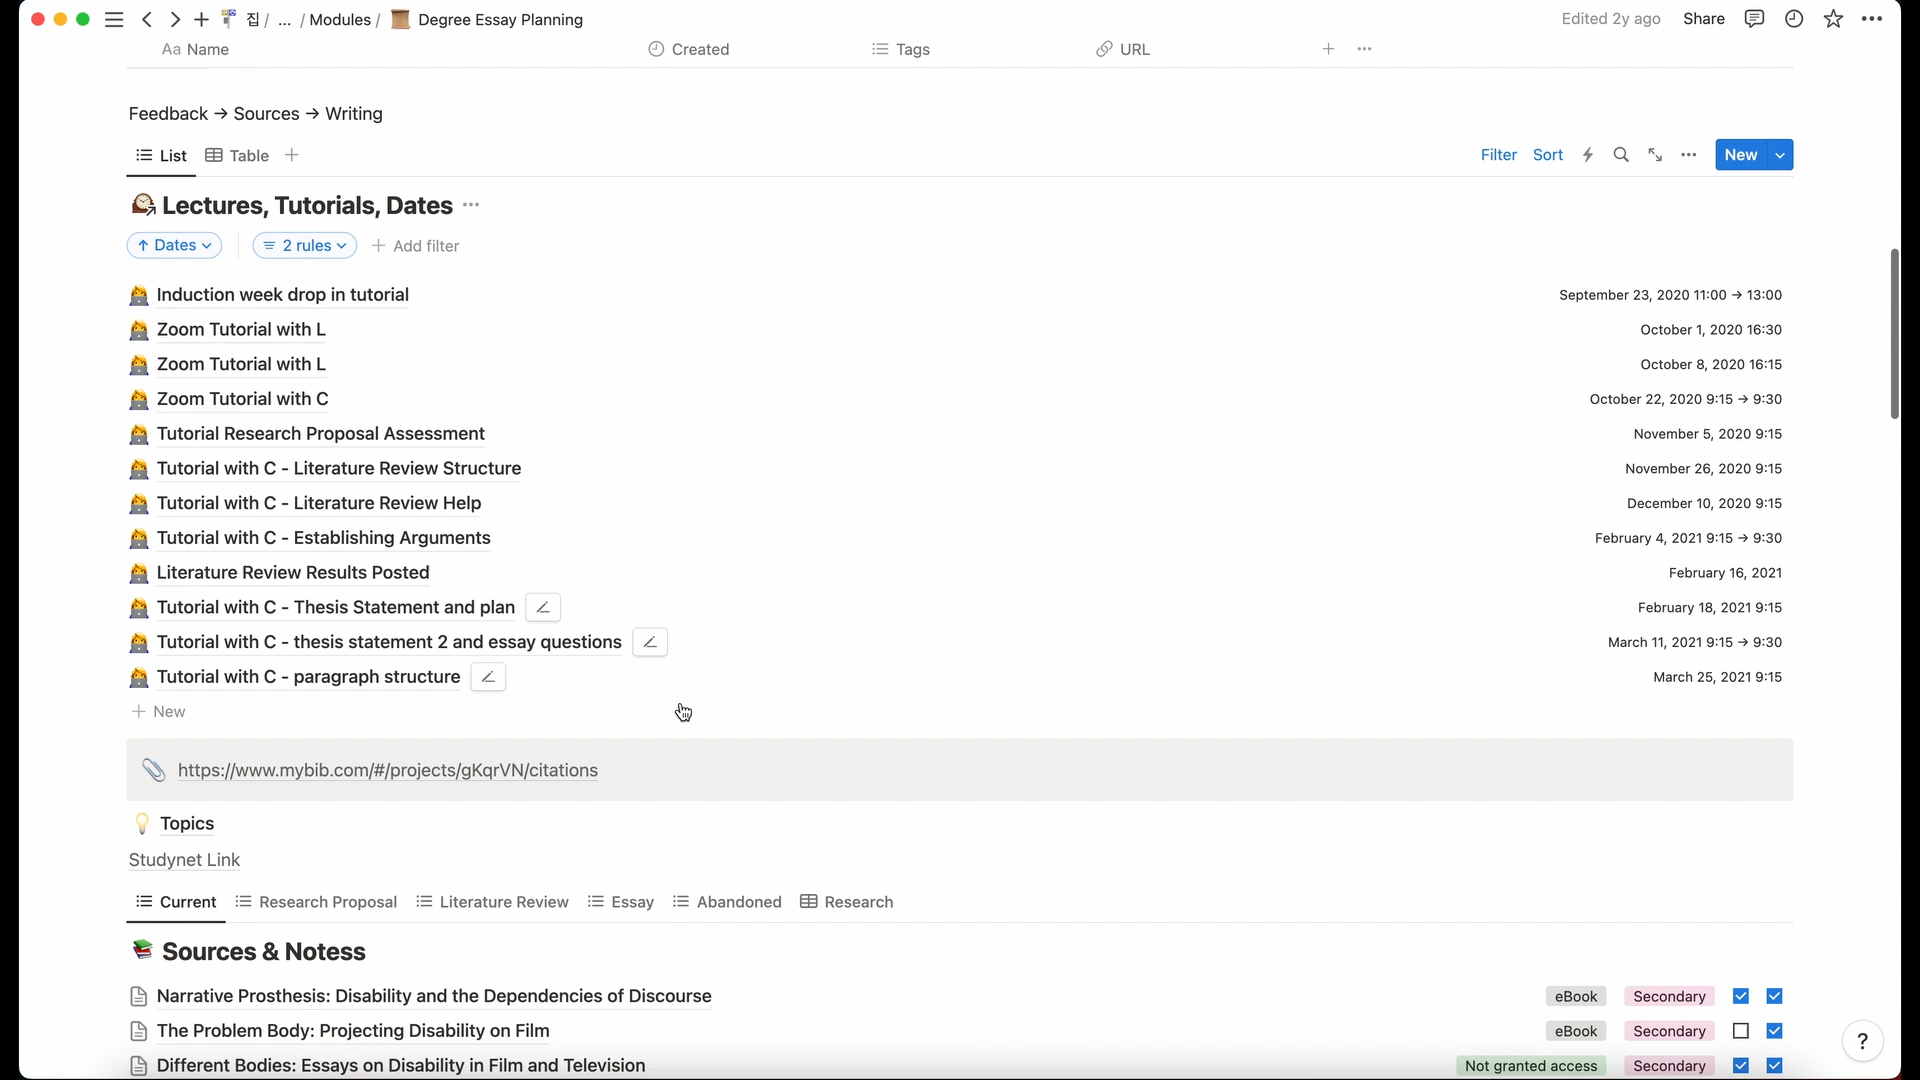 집 / ... / Modules / Degree Essay Planning Edited 2y ago Share
Aa Name Created Tags URL
Feedback → Sources → Writing
List Table Filter Sort New
Lectures, Tutorials, Dates
Dates 2 rules Add filter
Induction week drop in tutorial September 23, 2020 11:00 → 13:00
Zoom Tutorial with L October 1, 2020 16:30
Zoom Tutorial with L October 8, 2020 16:15
Zoom Tutorial with C October 22, 2020 9:15 → 9:30
Tutorial Research Proposal Assessment November 5, 2020 9:15
Tutorial with C - Literature Review Structure November 26, 2020 9:15
Tutorial with C - Literature Review Help December 10, 2020 9:15
Tutorial with C - Establishing Arguments February 4, 2021 9:15 → 9:30
Literature Review Results Posted February 16, 2021
Tutorial with C - Thesis Statement and plan February 18, 2021 9:15
Tutorial with C - thesis statement 2 and essay questions March 11, 2021 9:15 → 9:30
Tutorial with C - paragraph structure March 25, 2021 9:15
+ New
https://www.mybib.com/#/projects/gKqrVN/citations
Topics
Studynet Link
Current Research Proposal Literature Review Essay Abandoned Research
Sources & Notess
Narrative Prosthesis: Disability and the Dependencies of Discourse eBook Secondary
The Problem Body: Projecting Disability on Film eBook Secondary
Different Bodies: Essays on Disability in Film and Television Not granted access Secondary
?